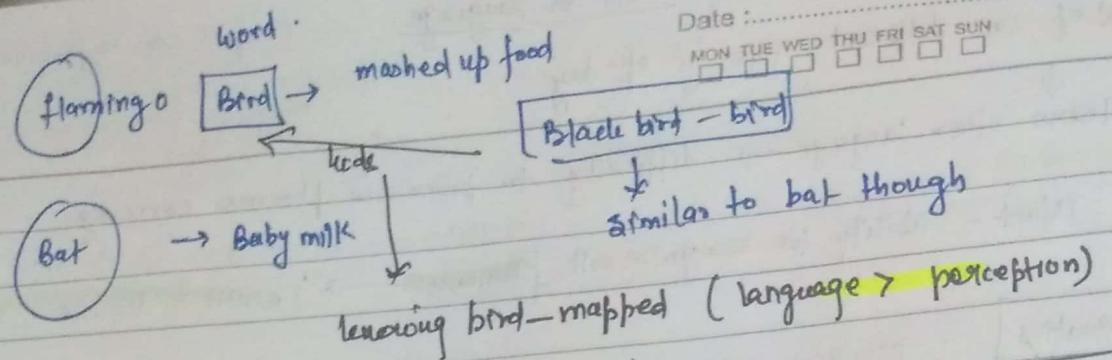 Date :
MON TUE WED THU FRI SAT SUN
word.
flamingo Bird → mashed up food
Black bird - bird
kids
similar to bat though
Bat → Baby milk
knowing bird-mapped (language > perception)